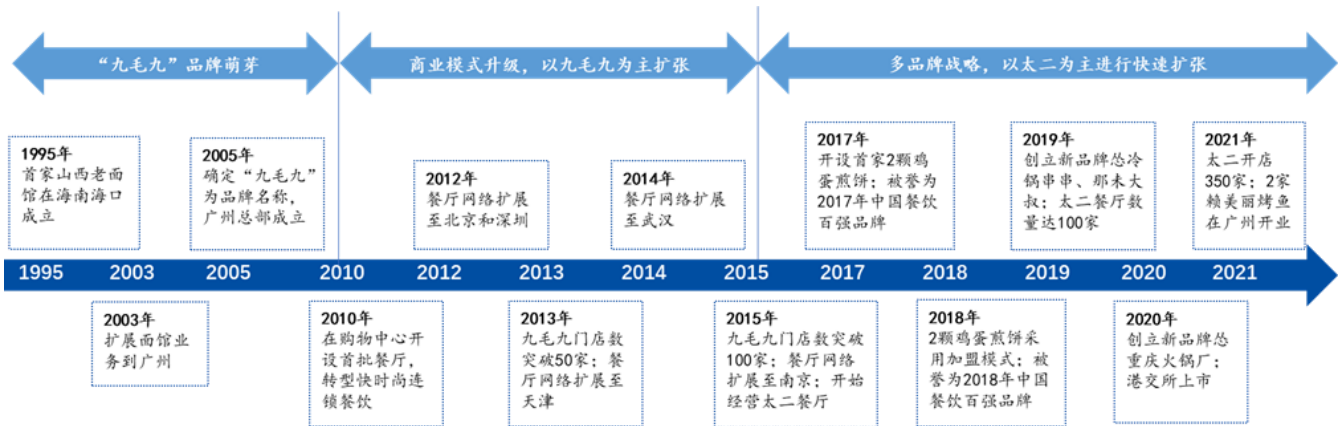 “九毛九”品牌萌芽
商业模式升级，以九毛九为主扩张
多品牌战略，以太二为主进行快速扩张
1995年
首家山西老面
馆在海南海口
成立
2005年
确定“九毛九”
为品牌名称，
广州总部成立
2012年
餐厅网络扩展
至北京和深圳
2014年
餐厅网络扩展
至武汉
2017年
开设首家2颗鸡
蛋煎饼；被誉为
2017年中国餐饮
百强品牌
2019年
创立新品牌怂冷
锅串串、那未大
叔；太二餐厅数
量达100家
2021年
太二开店
350家；2家
赖美丽烤鱼
在广州开业
1995 2003 2005 2010 2012 2013 2014 2015 2017 2018 2019 2020 2021
2003年
扩展面馆业
务到广州
2010年
在购物中心开
设首批餐厅，
转型快时尚连
锁餐饮
2013年
九毛九门店数
突破50家；餐
厅网络扩展至
天津
2015年
九毛九门店数突破
100家；餐厅网络
扩展至南京；开始
经营太二餐厅
2018年
2颗鸡蛋煎饼采
用加盟模式；被
誉为2018年中国
餐饮百强品牌
2020年
创立新品牌怂
重庆火锅厂；
港交所上市